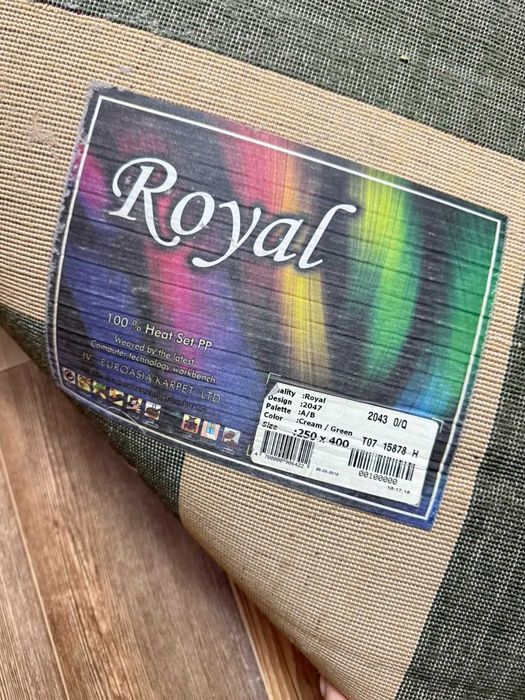 Royal
100 % Heat Set PP
Weaved by the latest
Computer technology workbench
JV EUROASIA KARPET LTD
:Royal
Design :2047
Palette :A/B
Color :Cream / Green
Size :250 x 400
2043 0/Q
T07 15878 H
00100000